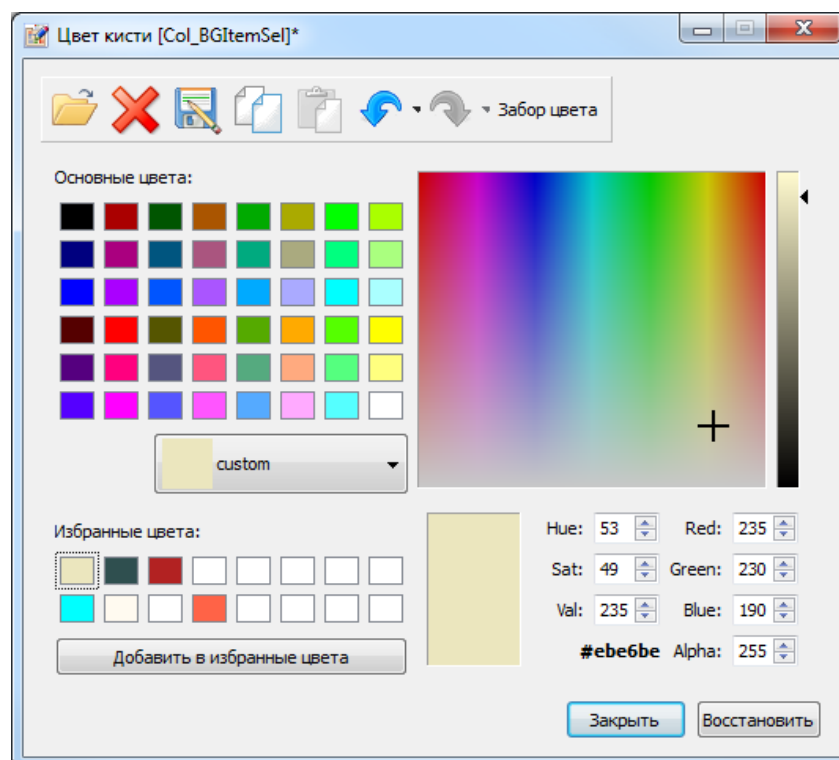 Цвет кисти [Col_BGItemSel]*
Забор цвета
Основные цвета:
custom
Избранные цвета:
Добавить в избранные цвета
Hue: 53 Red: 235
Sat: 49 Green: 230
Val: 235 Blue: 190
#ebe6be Alpha: 255
Закрыть Восстановить